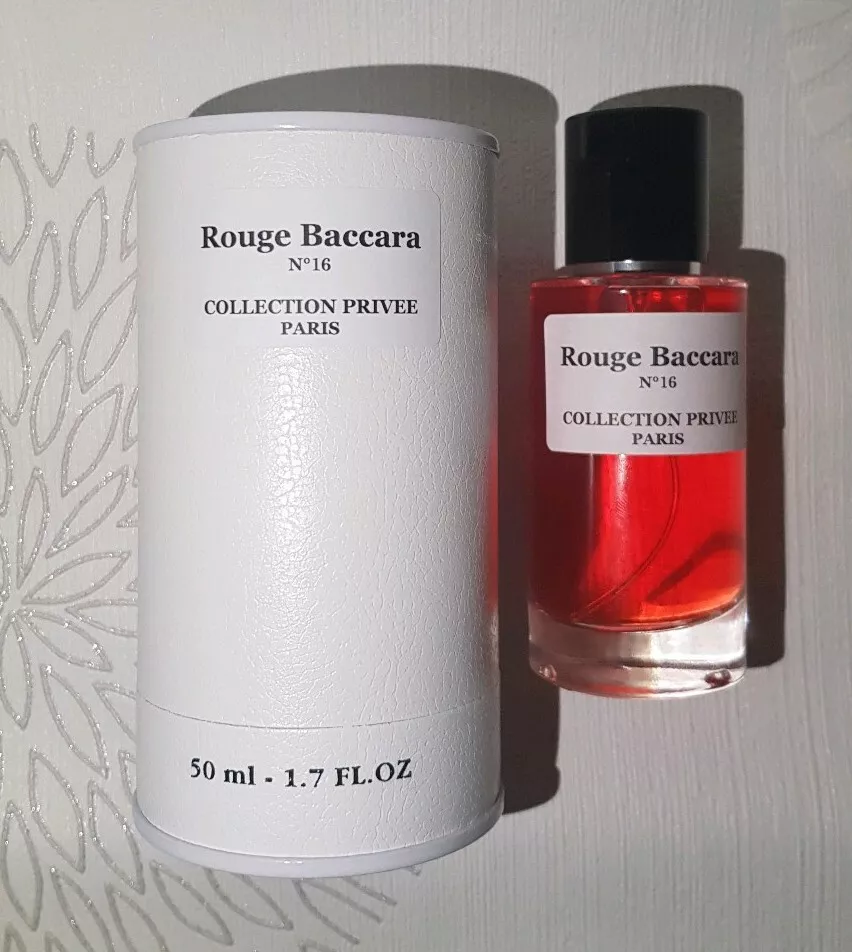 Rouge Baccara
N°16
COLLECTION PRIVEE
PARIS
50 ml - 1.7 FL.OZ
Rouge Baccara
N°16
COLLECTION PRIVEE
PARIS